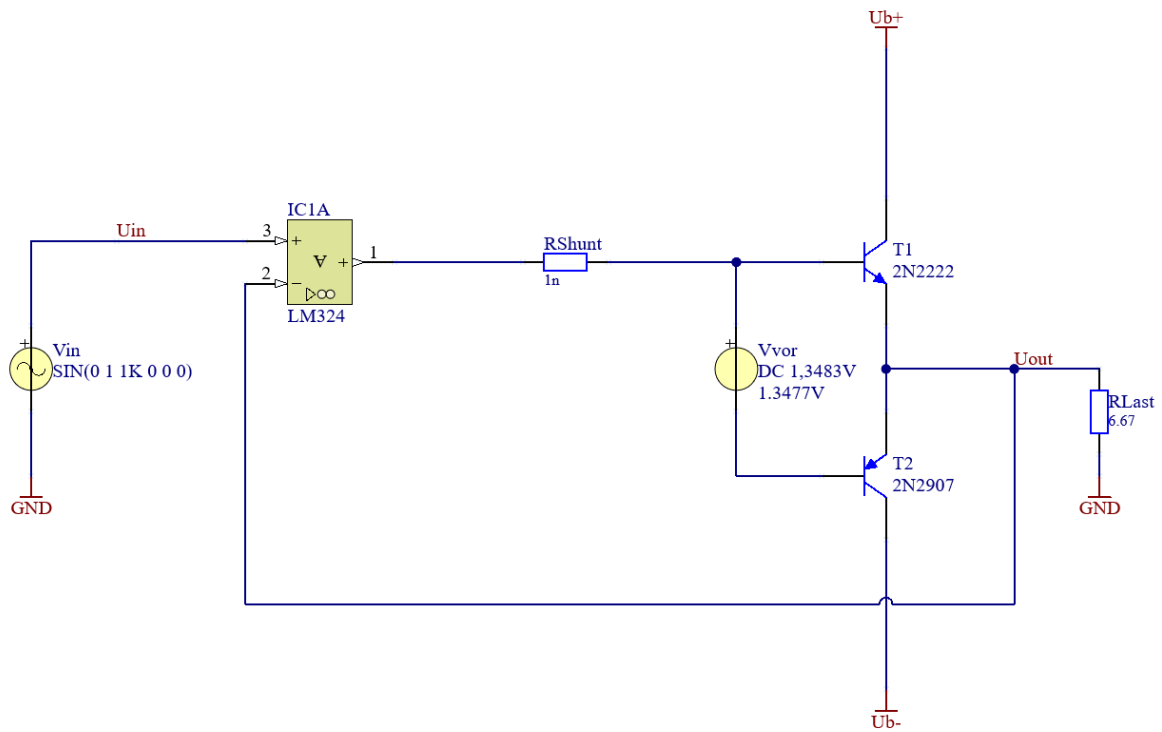 Ub+
IC1A
Uin
3
+
A
+
1
2
−
▷∞
LM324
RShunt
1n
T1
2N2222
Vin
SIN(0 1 1K 0 0 0)
+
+
Vvor
DC 1,3483V
1.3477V
Uout
RLast
6.67
T2
2N2907
GND
GND
Ub-